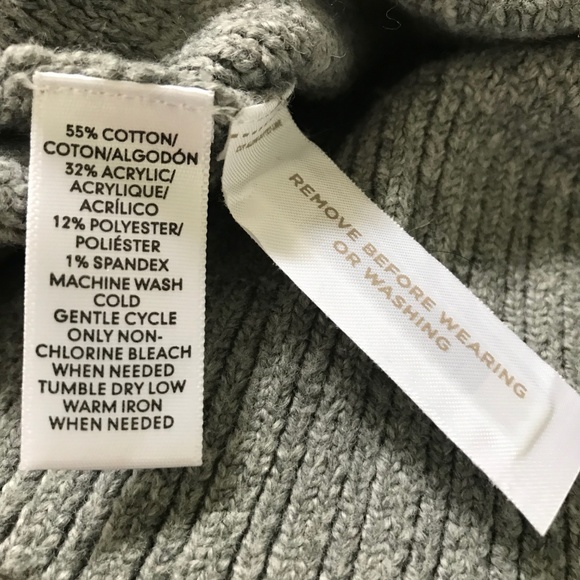 55% COTTON/
COTON/ALGODÓN
32% ACRYLIC/
ACRYLIQUE/
ACRÍLICO
12% POLYESTER/
POLIÉSTER
1% SPANDEX
MACHINE WASH
COLD
GENTLE CYCLE
ONLY NON-
CHLORINE BLEACH
WHEN NEEDED
TUMBLE DRY LOW
WARM IRON
WHEN NEEDED
REMOVE BEFORE WEARING
OR WASHING